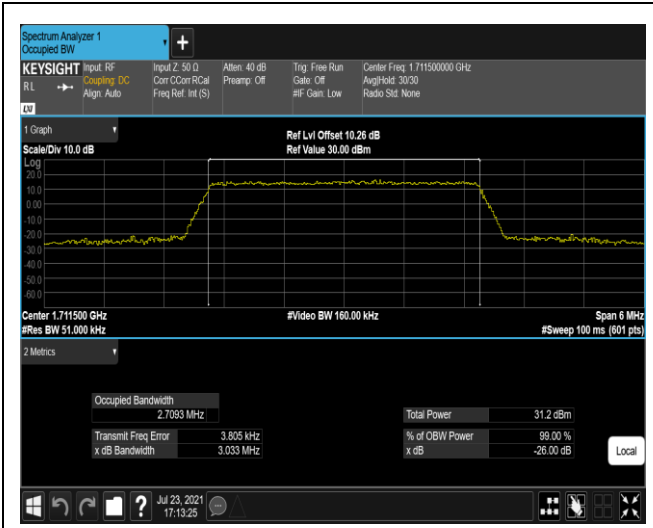 Spectrum Analyzer 1
Occupied BW
+
KEYSIGHT Input: RF Input Z: 50 Ω Atten: 40 dB Trig: Free Run Center Freq: 1.711500000 GHz
RL Coupling: DC Corr CCorr RCal Preamp: Off Gate: Off Avg|Hold: 30/30
Align: Auto Freq Ref: Int (S) #IF Gain: Low Radio Std: None
LXI
1 Graph
Ref Lvl Offset 10.26 dB
Scale/Div 10.0 dB Ref Value 30.00 dBm
Log
20.0
10.0
0.00
-10.0
-20.0
-30.0
-40.0
-50.0
-60.0
Center 1.711500 GHz #Video BW 160.00 kHz Span 6 MHz
#Res BW 51.000 kHz #Sweep 100 ms (601 pts)
2 Metrics
Occupied Bandwidth
2.7093 MHz Total Power 31.2 dBm
Transmit Freq Error 3.805 kHz % of OBW Power 99.00 %
x dB Bandwidth 3.033 MHz x dB -26.00 dB
Local
? Jul 23, 2021
17:13:25